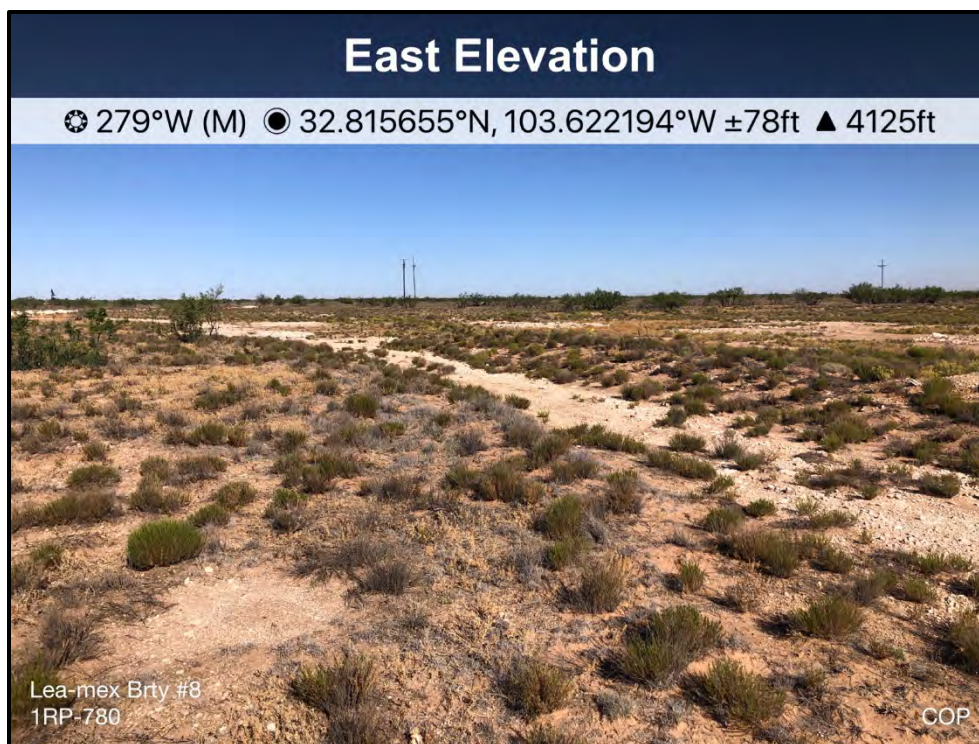 East Elevation
279°W (M) 32.815655°N, 103.622194°W ±78ft ▲ 4125ft
Lea-mex Brty #8
1RP-780
COP